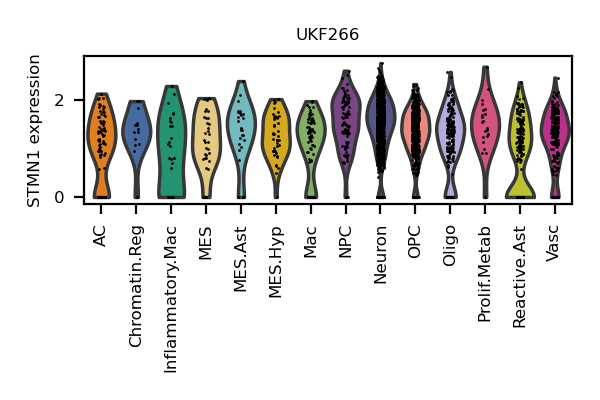 UKF266
STMN1 expression
2
0
AC
Chromatin.Reg
Inflammatory.Mac
MES
MES.Ast
MES.Hyp
Mac
NPC
Neuron
OPC
Oligo
Prolif.Metab
Reactive.Ast
Vasc